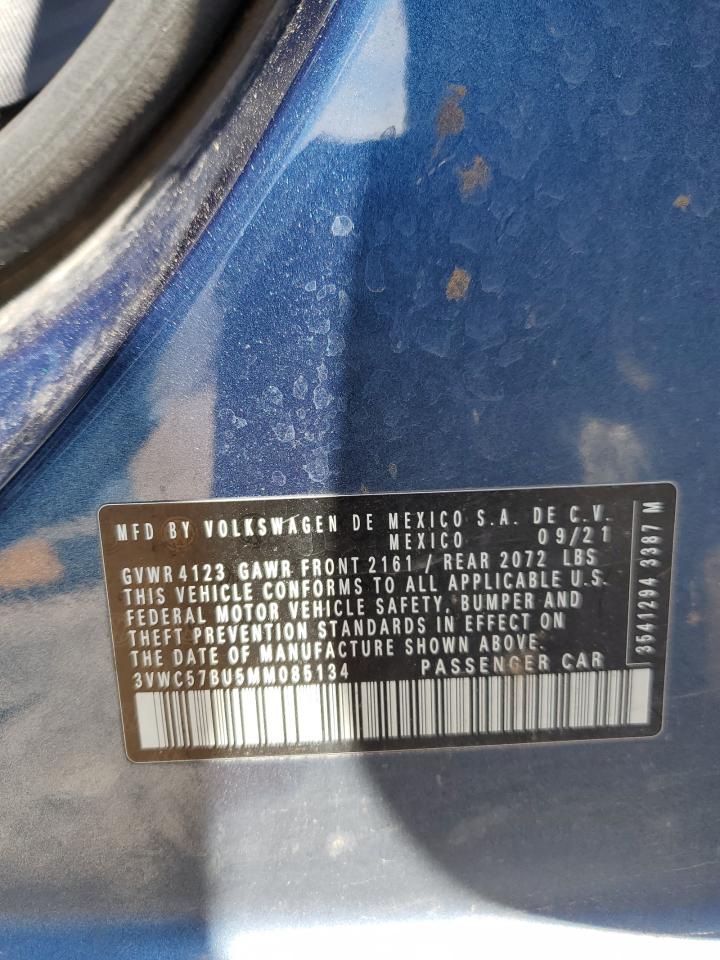 MFD BY VOLKSWAGEN DE MEXICO S.A. DE C.V.
MEXICO 09/21
GVWR 4123 GAWR FRONT 2161 / REAR 2072 LBS
THIS VEHICLE CONFORMS TO ALL APPLICABLE U.S.
FEDERAL MOTOR VEHICLE SAFETY, BUMPER AND
THEFT PREVENTION STANDARDS IN EFFECT ON
THE DATE OF MANUFACTURE SHOWN ABOVE.
3VWC57BU5MM085134 PASSENGER CAR
3541294 3387 M